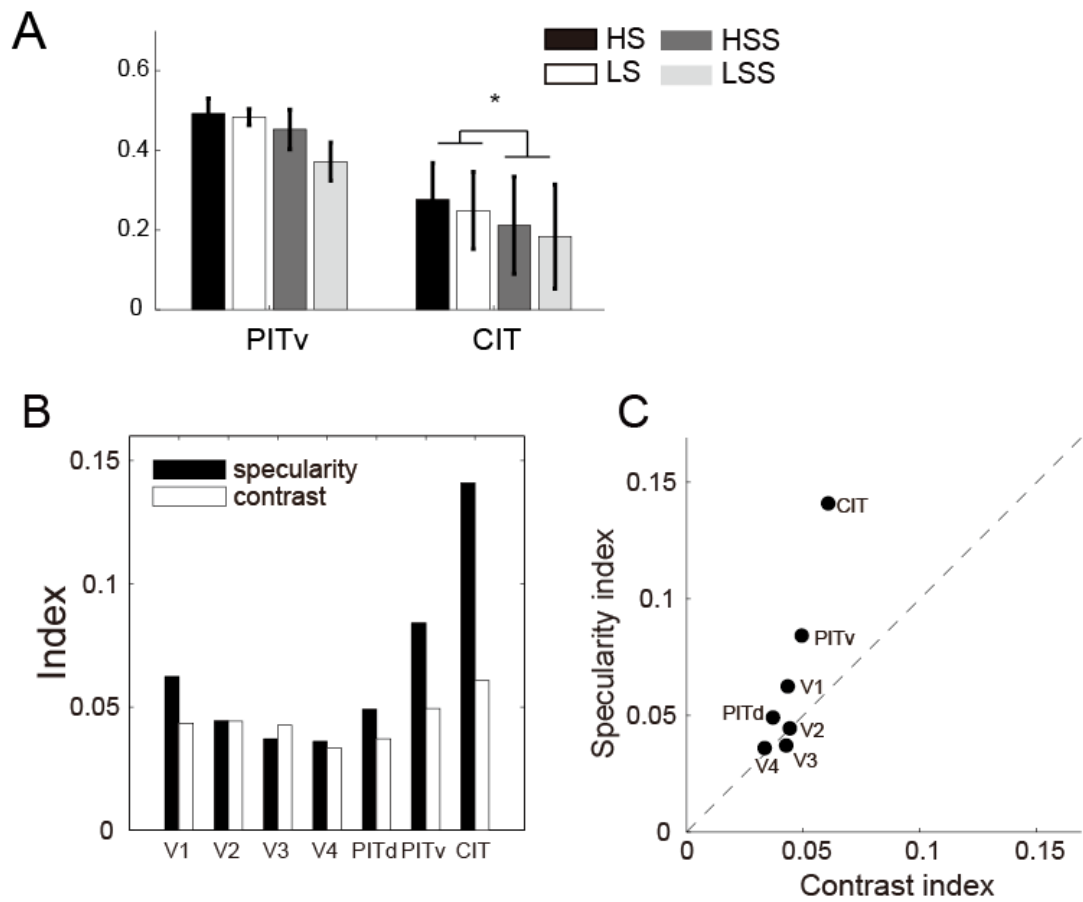 A
HS HSS
LS LSS
0.6
*
0.4
0.2
0
PITv CIT
B
0.15
specularity
contrast
0.1
Index
0.05
0
V1 V2 V3 V4 PITd PITv CIT
C
0.15
CIT
Specularity index
0.1
PITv
V1
PITd
0.05
V2
V4 V3
0
0 0.05 0.1 0.15
Contrast index